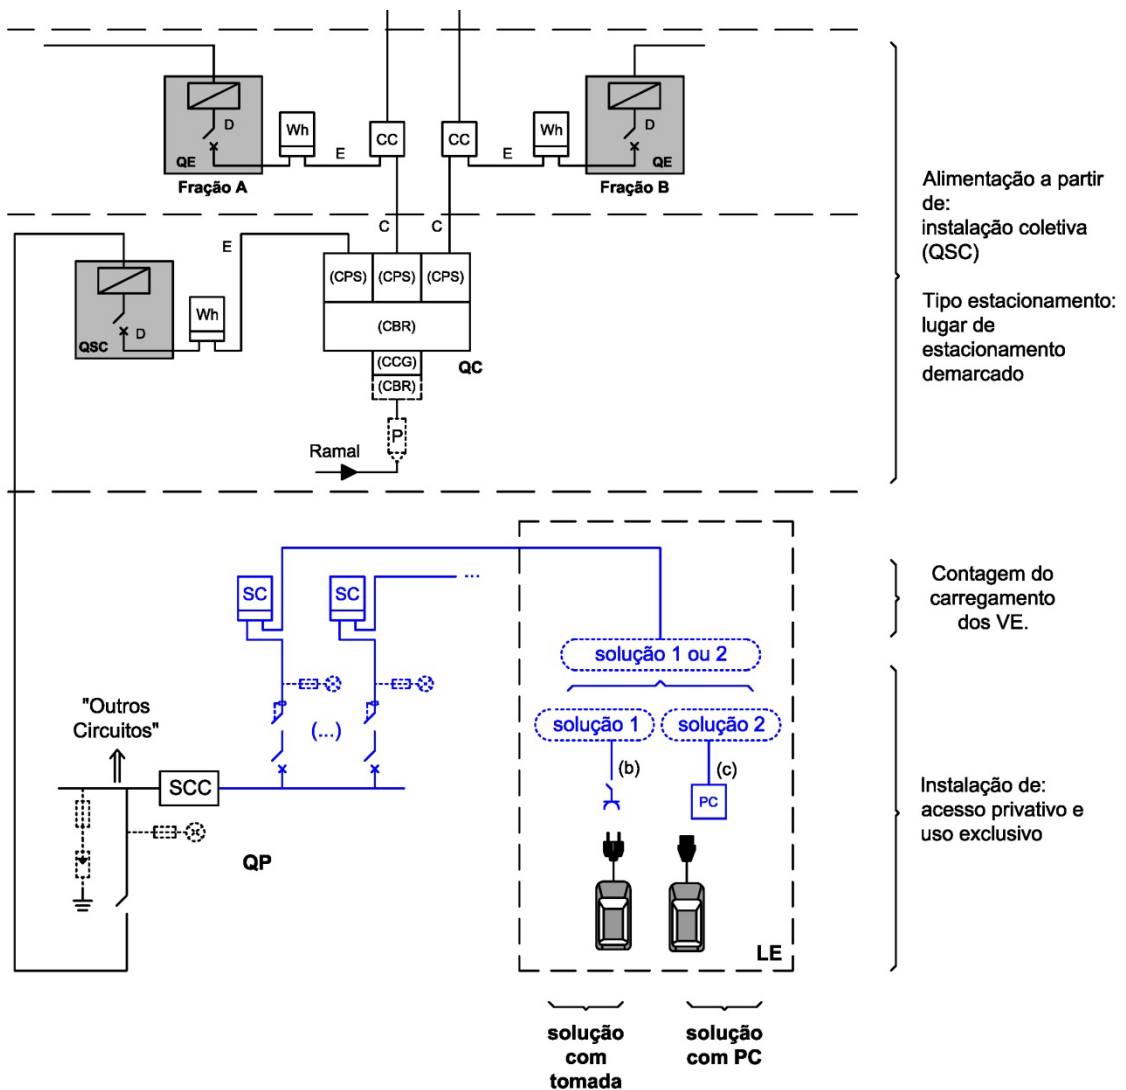 D
QE
Fração A
Wh
E
CC
CC
E
Wh
D
QE
Fração B
Alimentação a partir
de:
instalação coletiva
(QSC)
Tipo estacionamento:
lugar de
estacionamento
demarcado
E
C
C
D
QSC
Wh
(CPS)
(CPS)
(CPS)
(CBR)
(CCG)
(CBR)
QC
P
Ramal
SC
SC
...
Contagem do
carregamento
dos VE.
solução 1 ou 2
solução 1
solução 2
(b)
(c)
PC
"Outros
Circuitos"
(...)
SCC
QP
LE
Instalação de:
acesso privativo e
uso exclusivo
solução
com
tomada
solução
com PC